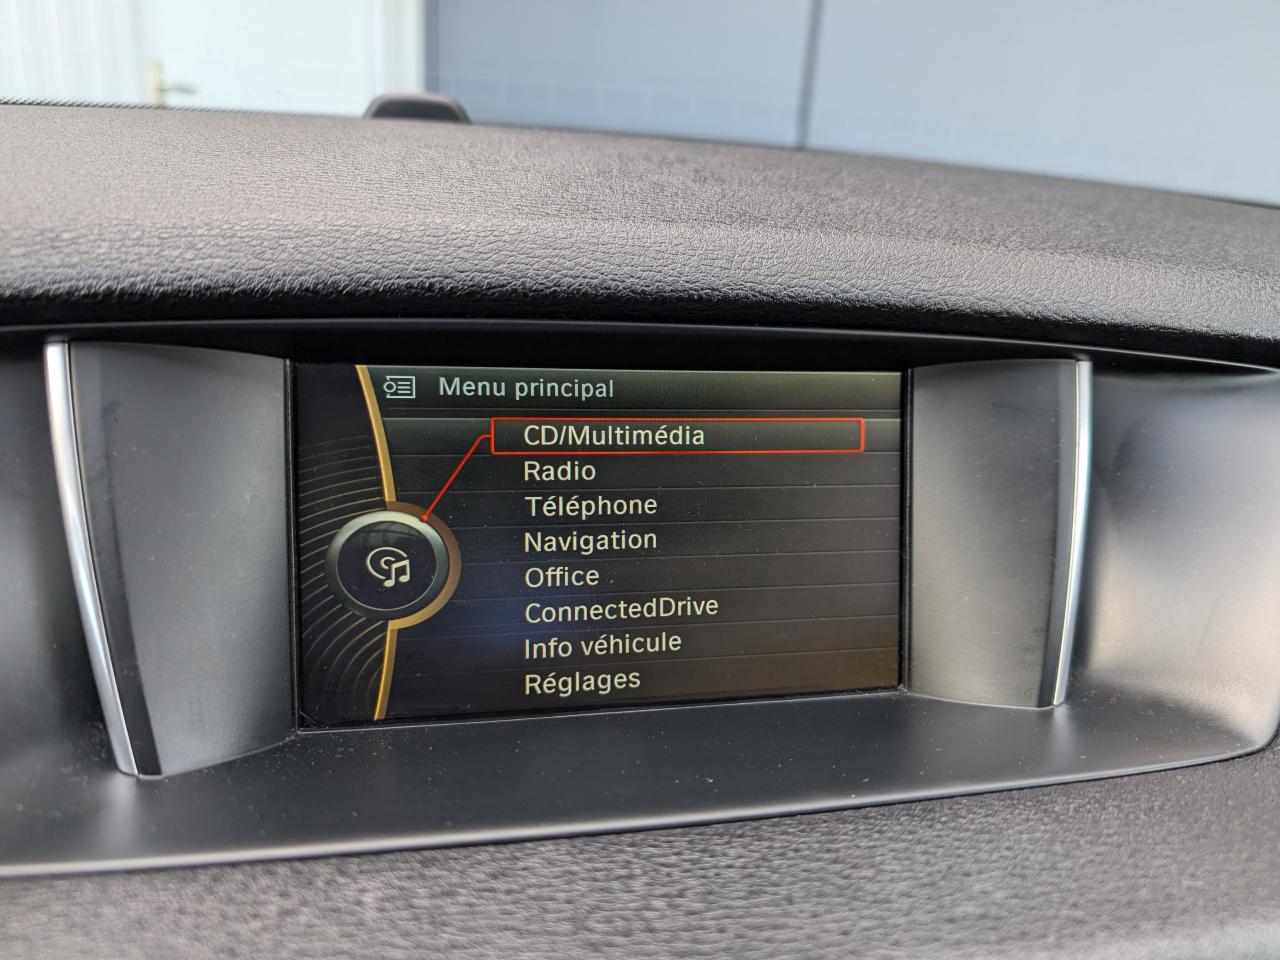 Menu principal
CD/Multimédia
Radio
Téléphone
Navigation
Office
ConnectedDrive
Info véhicule
Réglages